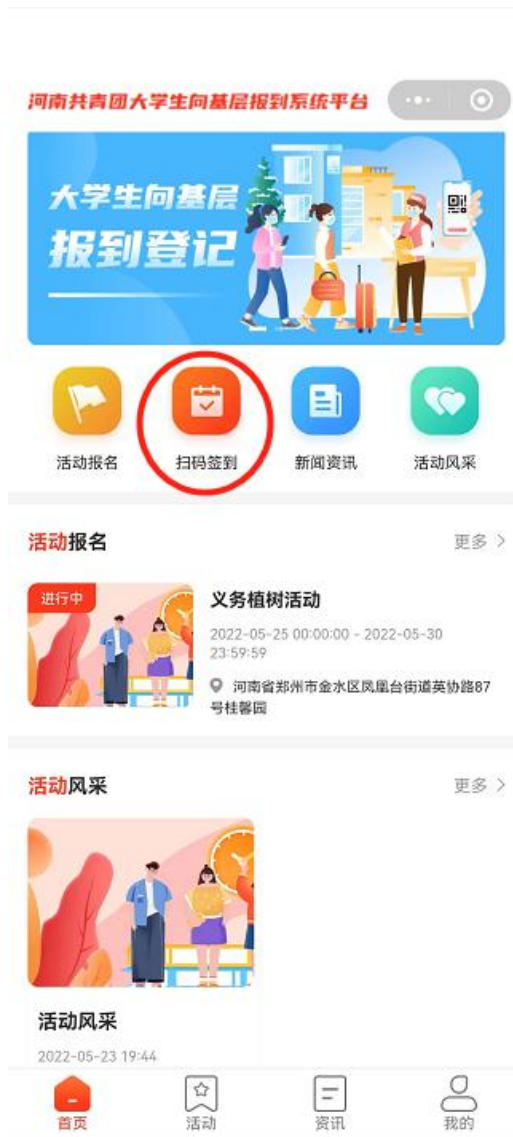 河南共青团大学生向基层报到系统平台
大学生向基层
报到登记
活动报名
扫码签到
新闻资讯
活动风采
活动报名
更多
进行中
义务植树活动
2022-05-25 00:00:00 - 2022-05-30
23:59:59
河南省郑州市金水区凤凰台街道英协路87
号桂馨园
活动风采
更多
活动风采
2022-05-23 19:44
首页
活动
资讯
我的